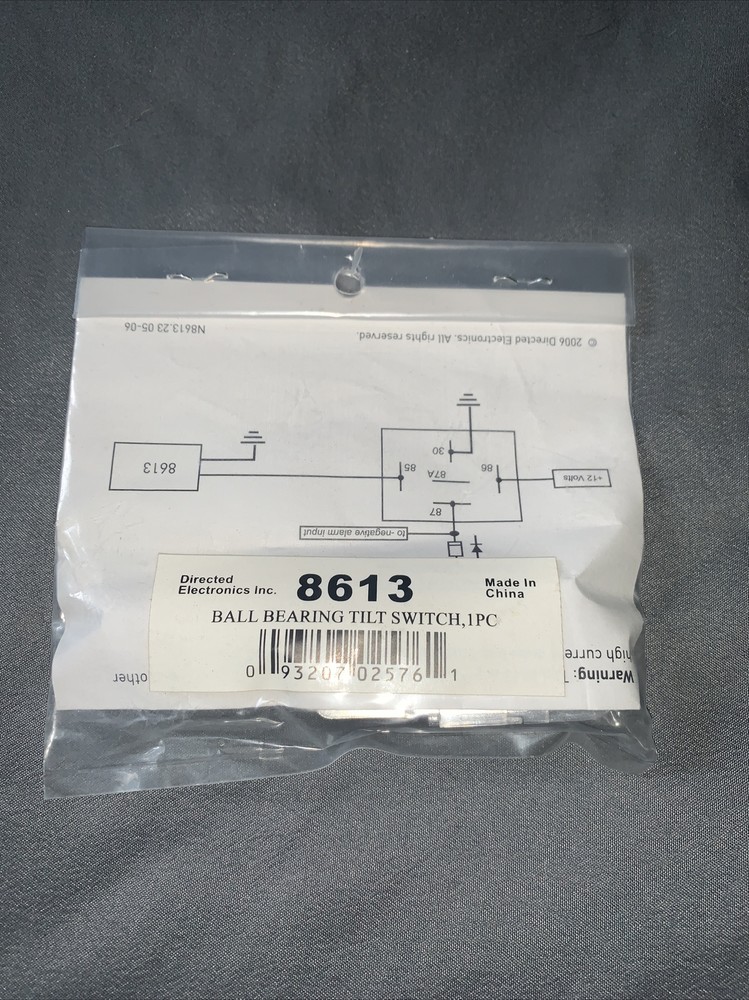 N8613.23 05-06
© 2006 Directed Electronics. All rights reserved.
8613
85
30
87A
86
87
+12 Volts
to -negative alarm input
Directed
Electronics Inc.
8613
Made In
China
BALL BEARING TILT SWITCH,1PC
0 93207 02576 1
high curre
Warning:
other